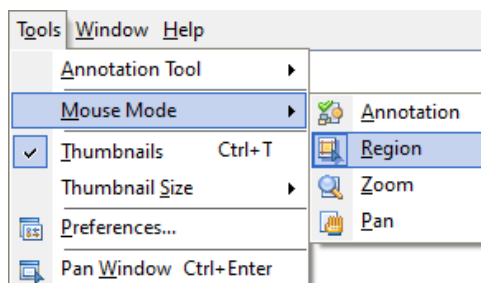 Tools Window Help
Annotation Tool
Mouse Mode
Annotation
Thumbnails Ctrl+T
Region
Thumbnail Size
Zoom
Preferences...
Pan
Pan Window Ctrl+Enter